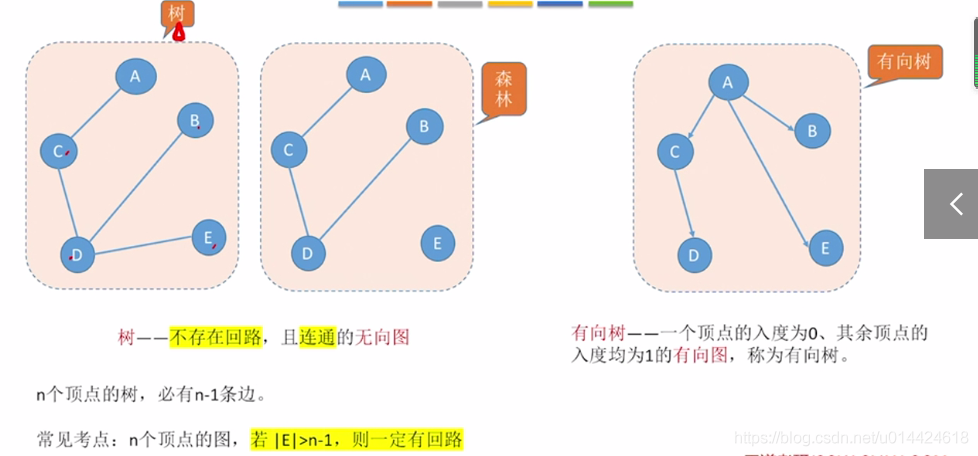 树
A
B
C
D
E
A
B
C
D
E
森
林
有向树
A
B
C
D
E
树——不存在回路，且连通的无向图
有向树——一个顶点的入度为0、其余顶点的
入度均为1的有向图，称为有向树。
n个顶点的树，必有n-1条边。
常见考点：n个顶点的图，若 |E|>n-1，则一定有回路
https://blog.csdn.net/u014424618